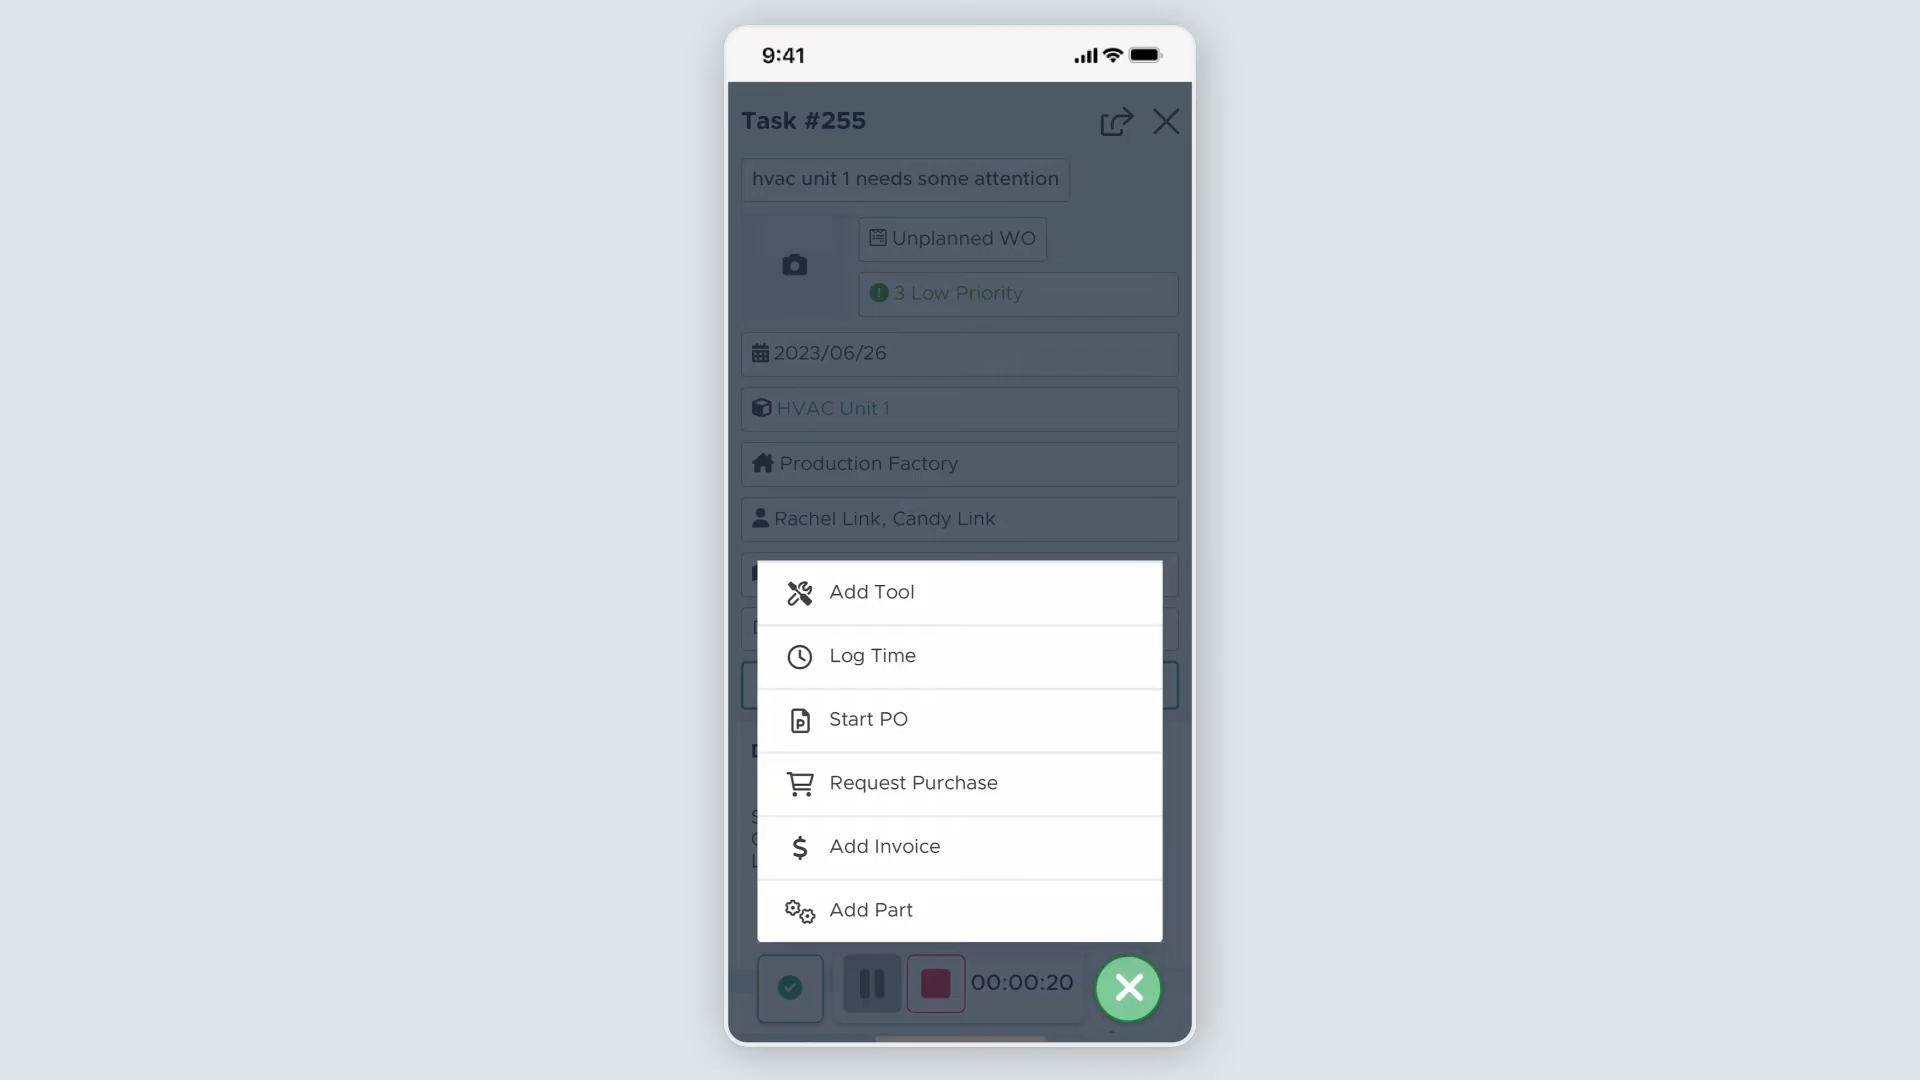 9:41
Task #255
hvac unit 1 needs some attention
Unplanned WO
3 Low Priority
2023/06/26
HVAC Unit 1
Production Factory
Rachel Link, Candy Link
Add Tool
Log Time
Start PO
Request Purchase
Add Invoice
Add Part
00:00:20